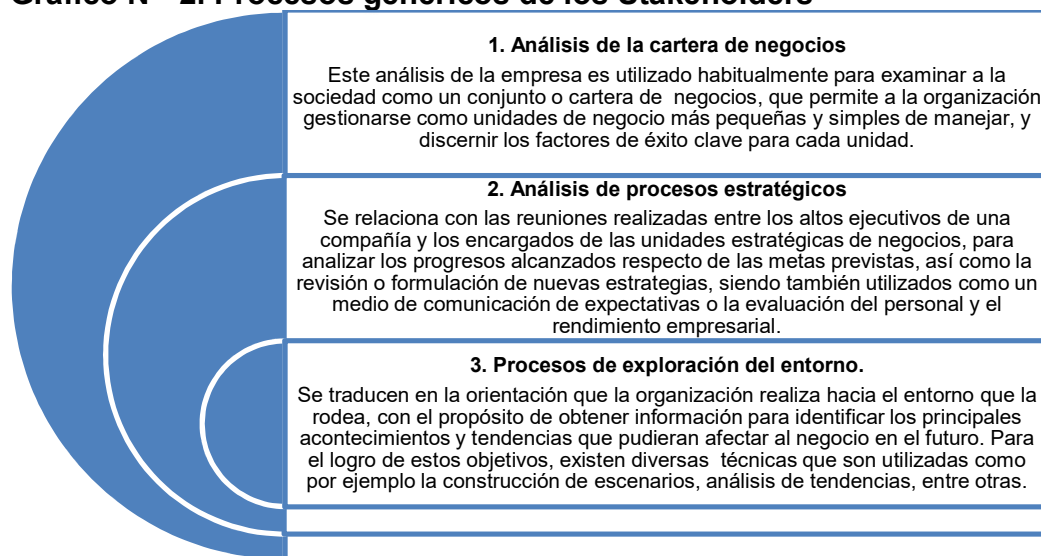 Gráfico N° 2. Procesos genéricos de los Stakeholders
1. Análisis de la cartera de negocios
Este análisis de la empresa es utilizado habitualmente para examinar a la
sociedad como un conjunto o cartera de  negocios, que permite a la organización
gestionarse como unidades de negocio más pequeñas y simples de manejar, y
discernir los factores de éxito clave para cada unidad.
2. Análisis de procesos estratégicos
Se relaciona con las reuniones realizadas entre los altos ejecutivos de una
compañía y los encargados de las unidades estratégicas de negocios, para
analizar los progresos alcanzados respecto de las metas previstas, así como la
revisión o formulación de nuevas estrategias, siendo también utilizados como un
medio de comunicación de expectativas o la evaluación del personal y el
rendimiento empresarial.
3. Procesos de exploración del entorno.
Se traducen en la orientación que la organización realiza hacia el entorno que la
rodea, con el propósito de obtener información para identificar los principales
acontecimientos y tendencias que pudieran afectar al negocio en el futuro. Para
el logro de estos objetivos, existen diversas  técnicas que son utilizadas como
por ejemplo la construcción de escenarios, análisis de tendencias, entre otras.